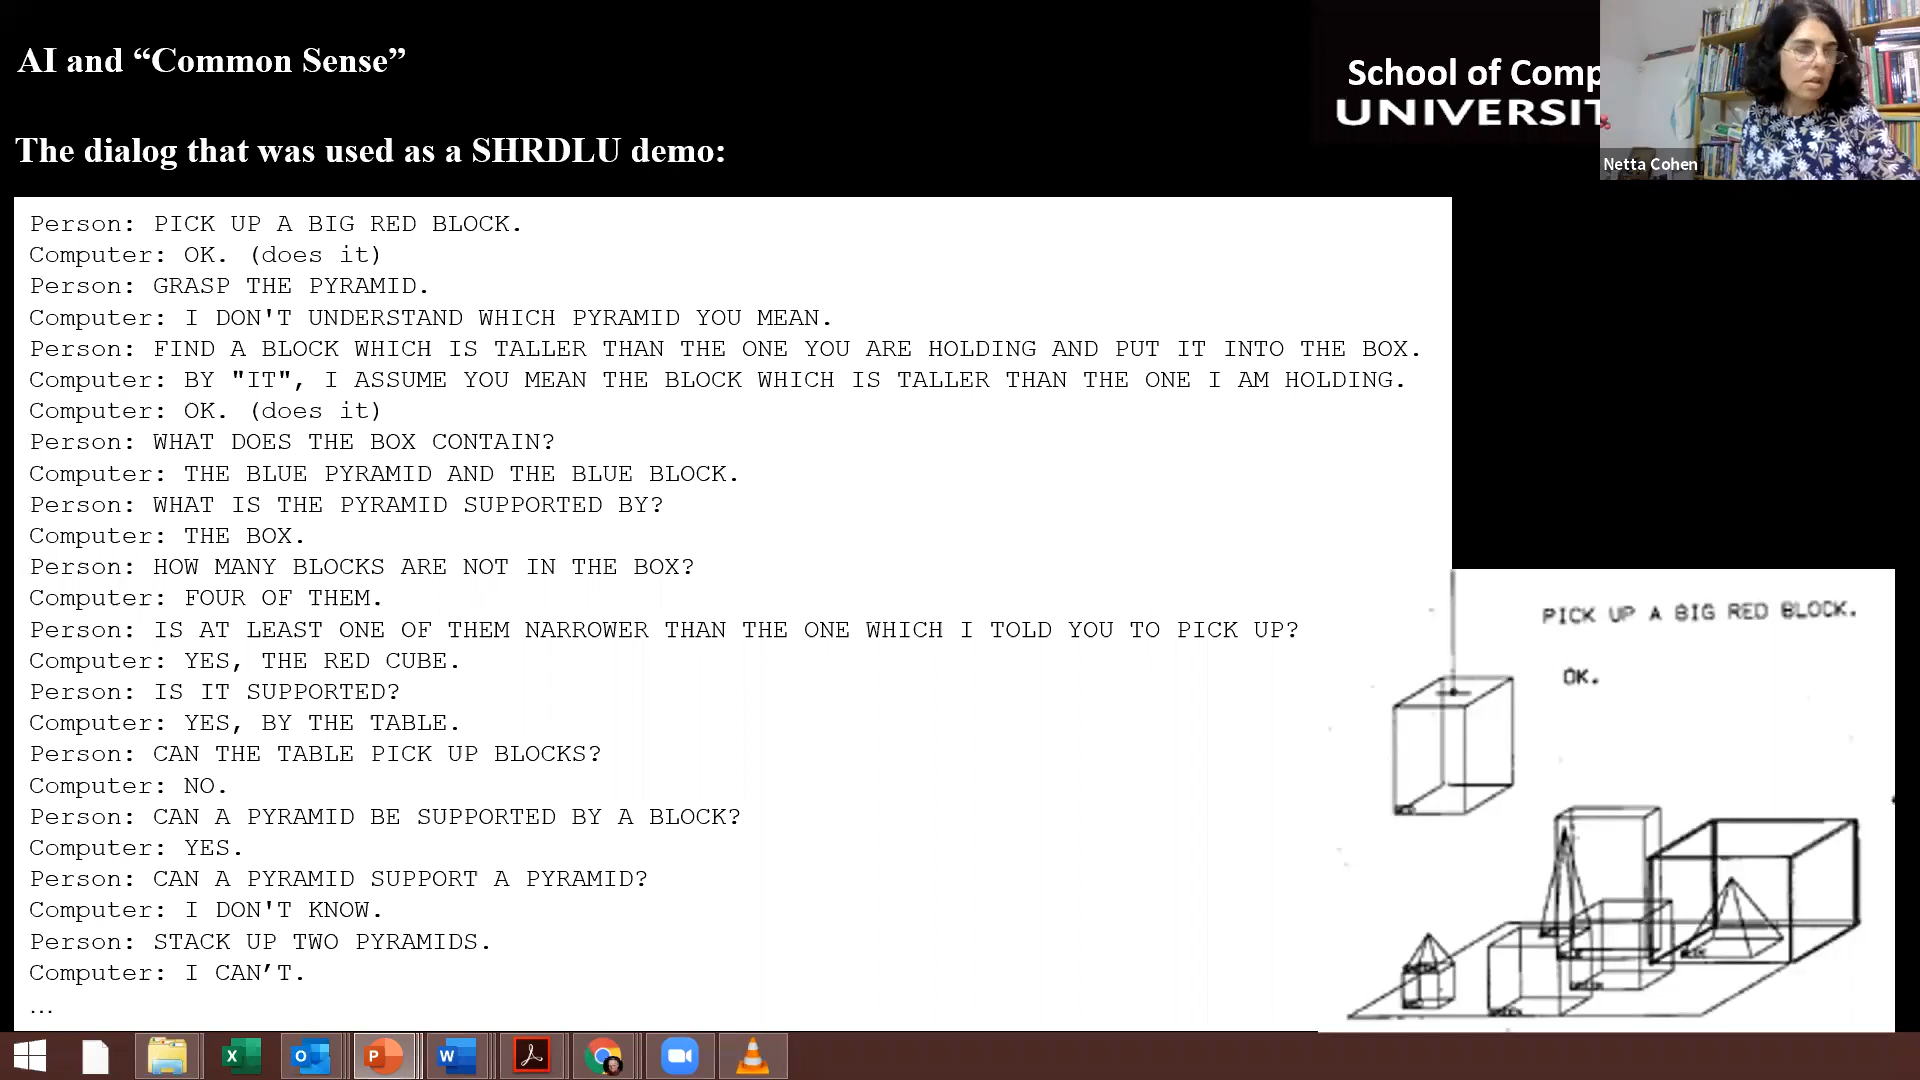 AI and “Common Sense”
School of Comp
UNIVERSIT
Netta Cohen
The dialog that was used as a SHRDLU demo:
Person: PICK UP A BIG RED BLOCK.
Computer: OK. (does it)
Person: GRASP THE PYRAMID.
Computer: I DON'T UNDERSTAND WHICH PYRAMID YOU MEAN.
Person: FIND A BLOCK WHICH IS TALLER THAN THE ONE YOU ARE HOLDING AND PUT IT INTO THE BOX.
Computer: BY "IT", I ASSUME YOU MEAN THE BLOCK WHICH IS TALLER THAN THE ONE I AM HOLDING.
Computer: OK. (does it)
Person: WHAT DOES THE BOX CONTAIN?
Computer: THE BLUE PYRAMID AND THE BLUE BLOCK.
Person: WHAT IS THE PYRAMID SUPPORTED BY?
Computer: THE BOX.
Person: HOW MANY BLOCKS ARE NOT IN THE BOX?
Computer: FOUR OF THEM.
Person: IS AT LEAST ONE OF THEM NARROWER THAN THE ONE WHICH I TOLD YOU TO PICK UP?
Computer: YES, THE RED CUBE.
Person: IS IT SUPPORTED?
Computer: YES, BY THE TABLE.
Person: CAN THE TABLE PICK UP BLOCKS?
Computer: NO.
Person: CAN A PYRAMID BE SUPPORTED BY A BLOCK?
Computer: YES.
Person: CAN A PYRAMID SUPPORT A PYRAMID?
Computer: I DON'T KNOW.
Person: STACK UP TWO PYRAMIDS.
Computer: I CAN’T.
...
PICK UP A BIG RED BLOCK.
OK.